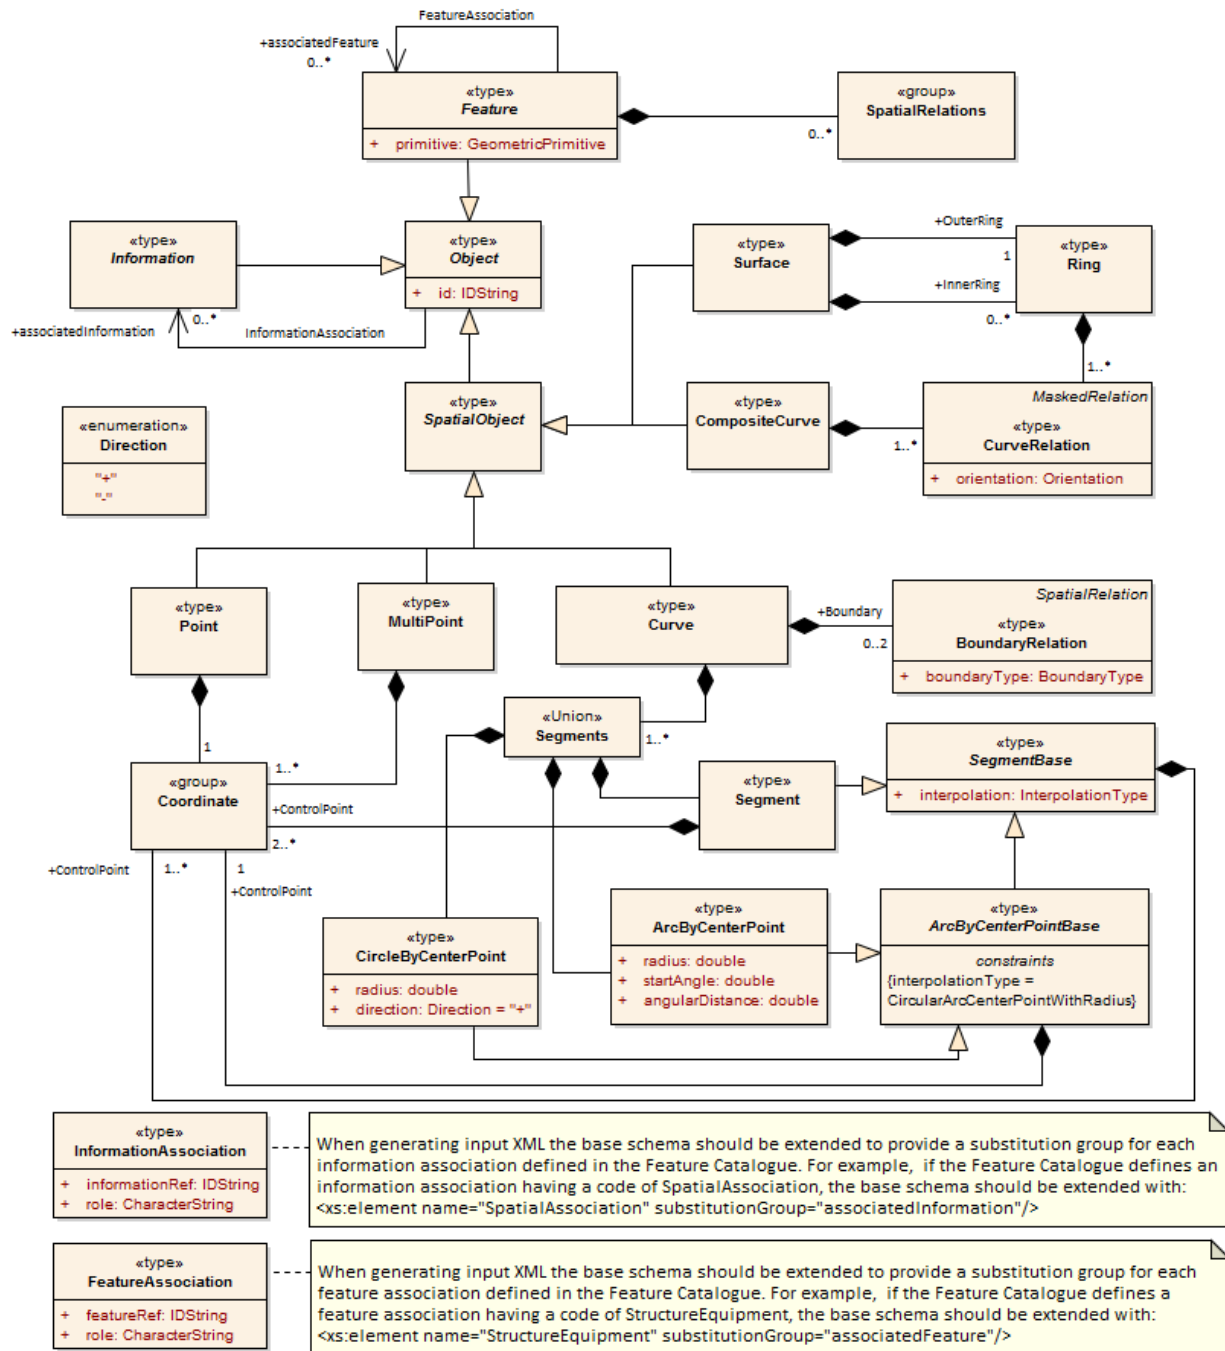 FeatureAssociation
+associatedFeature
0..*
«type»
Feature
+ primitive: GeometricPrimitive
«group»
SpatialRelations
0..*
«type»
Information
«type»
Object
+ id: IDString
+associatedInformation
0..*
InformationAssociation
«type»
Surface
+OuterRing
1
+InnerRing
0..*
«type»
Ring
1..*
«enumeration»
Direction
"+"
"-"
«type»
SpatialObject
«type»
CompositeCurve
1..*
MaskedRelation
«type»
CurveRelation
+ orientation: Orientation
«type»
Point
«type»
MultiPoint
«type»
Curve
+Boundary
0..2
SpatialRelation
«type»
BoundaryRelation
+ boundaryType: BoundaryType
1
1..*
«Union»
Segments
1..*
«group»
Coordinate
+ControlPoint
2..*
«type»
Segment
«type»
SegmentBase
+ interpolation: InterpolationType
+ControlPoint
1..*
1
+ControlPoint
«type»
CircleByCenterPoint
+ radius: double
+ direction: Direction = "+"
«type»
ArcByCenterPoint
+ radius: double
+ startAngle: double
+ angularDistance: double
«type»
ArcByCenterPointBase
constraints
{interpolationType =
CircularArcCenterPointWithRadius}
«type»
InformationAssociation
+ informationRef: IDString
+ role: CharacterString
When generating input XML the base schema should be extended to provide a substitution group for each
information association defined in the Feature Catalogue. For example, if the Feature Catalogue defines an
information association having a code of SpatialAssociation, the base schema should be extended with:
<xs:element name="SpatialAssociation" substitutionGroup="associatedInformation"/>
«type»
FeatureAssociation
+ featureRef: IDString
+ role: CharacterString
When generating input XML the base schema should be extended to provide a substitution group for each
feature association defined in the Feature Catalogue. For example, if the Feature Catalogue defines a
feature association having a code of StructureEquipment, the base schema should be extended with:
<xs:element name="StructureEquipment" substitutionGroup="associatedFeature"/>